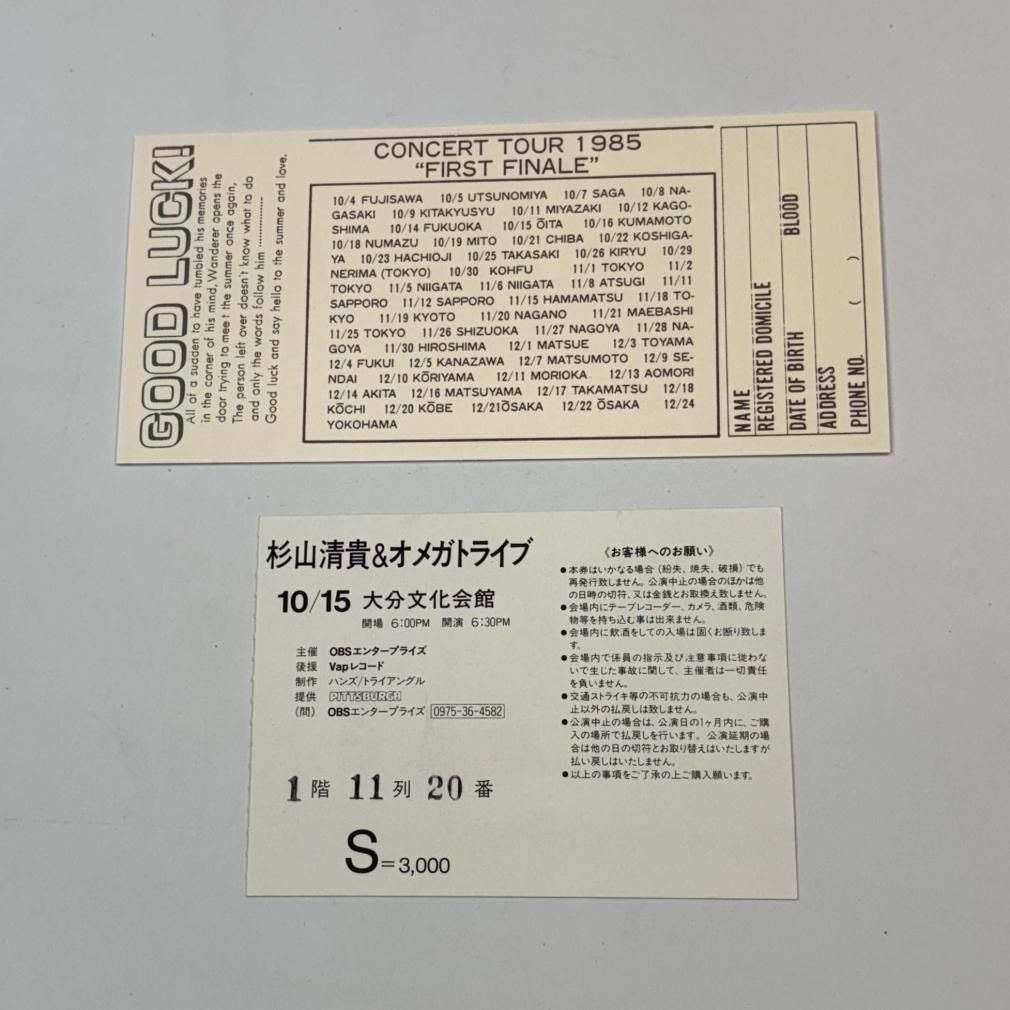 GOOD LUCK!
All of a sudden to have tumbled his memories
in the corner of his mind, Wanderer opens the
door trying to meet the summer once again,
The person left over doesn't know what to do
and only the words follow him ..................
Good luck and say hello to the summer and love.
CONCERT TOUR 1985
“FIRST FINALE”
10/4 FUJISAWA 10/5 UTSUNOMIYA 10/7 SAGA 10/8 NA-
GASAKI 10/9 KITAKYUSYU 10/11 MIYAZAKI 10/12 KAGO-
SHIMA 10/14 FUKUOKA 10/15 ŌITA 10/16 KUMAMOTO
10/18 NUMAZU 10/19 MITO 10/21 CHIBA 10/22 KOSHIGA-
YA 10/23 HACHIOJI 10/25 TAKASAKI 10/26 KIRYU 10/29
NERIMA (TOKYO) 10/30 KOHFU 11/1 TOKYO 11/2
TOKYO 11/5 NIIGATA 11/6 NIIGATA 11/8 ATSUGI 11/11
SAPPORO 11/12 SAPPORO 11/15 HAMAMATSU 11/18 TO-
KYO 11/19 KYOTO 11/20 NAGANO 11/21 MAEBASHI
11/25 TOKYO 11/26 SHIZUOKA 11/27 NAGOYA 11/28 NA-
GOYA 11/30 HIROSHIMA 12/1 MATSUE 12/3 TOYAMA
12/4 FUKUI 12/5 KANAZAWA 12/7 MATSUMOTO 12/9 SE-
NDAI 12/10 KŌRIYAMA 12/11 MORIOKA 12/13 AOMORI
12/14 AKITA 12/16 MATSUYAMA 12/17 TAKAMATSU 12/18
KŌCHI 12/20 KŌBE 12/21ŌSAKA 12/22 ŌSAKA 12/24
YOKOHAMA
NAME
REGISTERED DOMICILE
DATE OF BIRTH BLOOD
ADDRESS
PHONE NO. ( )
杉山清貴&オメガトライブ
10/15 大分文化会館
開場 6:00PM 開演 6:30PM
主催 OBSエンタープライズ
後援 Vapレコード
制作 ハンズ/トライアングル
提供 PITTSBURGH
(問) OBSエンタープライズ 0975-36-4582
1階 11列 20番
S=3,000
《お客様へのお願い》
●本券はいかなる場合(紛失、焼失、破損)でも
再発行致しません。公演中止の場合のほかは他
の日時の切符、又は金銭とお取換え致しません。
●会場内にテープレコーダー、カメラ、酒類、危険
物等を持ち込む事は出来ません。
●会場内に飲酒をしての入場は固くお断り致しま
す。
●会場内で係員の指示及び注意事項に従わな
いで生じた事故に関して、主催者は一切責任
を負いません。
●交通ストライキ等の不可抗力の場合も、公演中
止以外の払戻しは致しません。
●公演中止の場合は、公演日の1ヶ月内に、ご購
入の場所で払戻しを行います。公演延期の場
合は他の日の切符とお取り替えはいたしますが
払い戻しはいたしません。
●以上の事項をご了承の上ご購入願います。